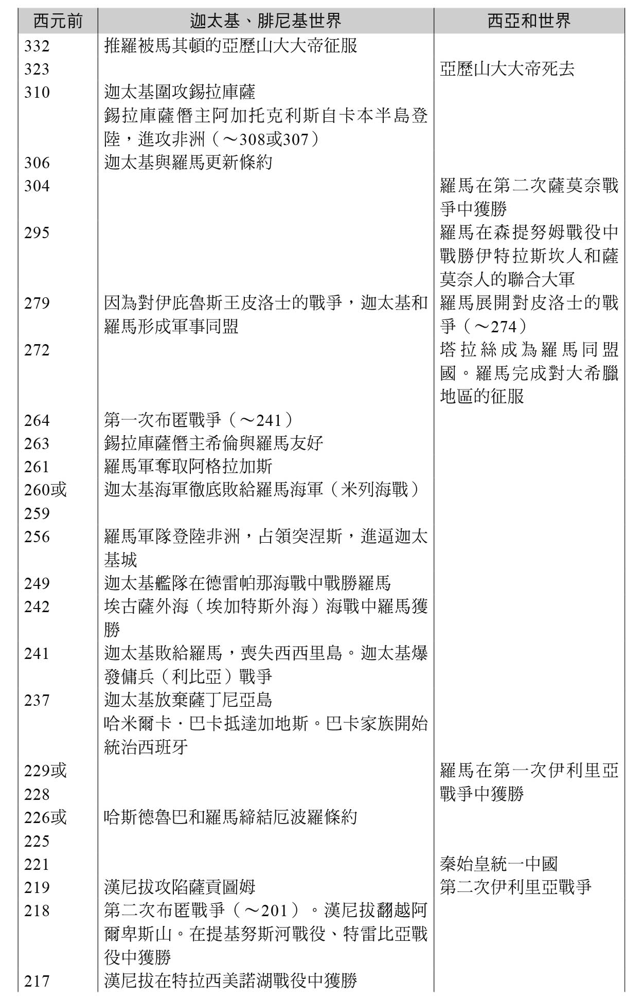 西元前 迦太基、腓尼基世界 西亞和世界
332 推羅被馬其頓的亞歷山大大帝征服
323 亞歷山大大帝死去
310 迦太基圍攻錫拉庫薩
錫拉庫薩僭主阿加托克利斯自卡本半島登
陸，進攻非洲（～308或307）
306 迦太基與羅馬更新條約
304 羅馬在第二次薩莫奈戰
爭中獲勝
295 羅馬在森提努姆戰役中
戰勝伊特拉斯坎人和薩
莫奈人的聯合大軍
279 因為對伊庇魯斯王皮洛士的戰爭，迦太基和 羅馬展開對皮洛士的戰
羅馬形成軍事同盟 爭（～274）
272 塔拉絲成為羅馬同盟
國。羅馬完成對大希臘
地區的征服
264 第一次布匿戰爭（～241）
263 錫拉庫薩僭主希倫與羅馬友好
261 羅馬軍奪取阿格拉加斯
260或 迦太基海軍徹底敗給羅馬海軍（米列海戰）
259
256 羅馬軍隊登陸非洲，占領突涅斯，進逼迦太
基城
249 迦太基艦隊在德雷帕那海戰中戰勝羅馬
242 埃古薩外海（埃加特斯外海）海戰中羅馬獲
勝
241 迦太基敗給羅馬，喪失西西里島。迦太基爆
發傭兵（利比亞）戰爭
237 迦太基放棄薩丁尼亞島
哈米爾卡．巴卡抵達加地斯。巴卡家族開始
統治西班牙
229或 羅馬在第一次伊利里亞
228 戰爭中獲勝
226或 哈斯德魯巴和羅馬締結厄波羅條約
225
221 秦始皇統一中國
219 漢尼拔攻陷薩貢圖姆 第二次伊利里亞戰爭
218 第二次布匿戰爭（～201）。漢尼拔翻越阿
爾卑斯山。在提基努斯河戰役、特雷比亞戰
役中獲勝
217 漢尼拔在特拉西美諾湖戰役中獲勝